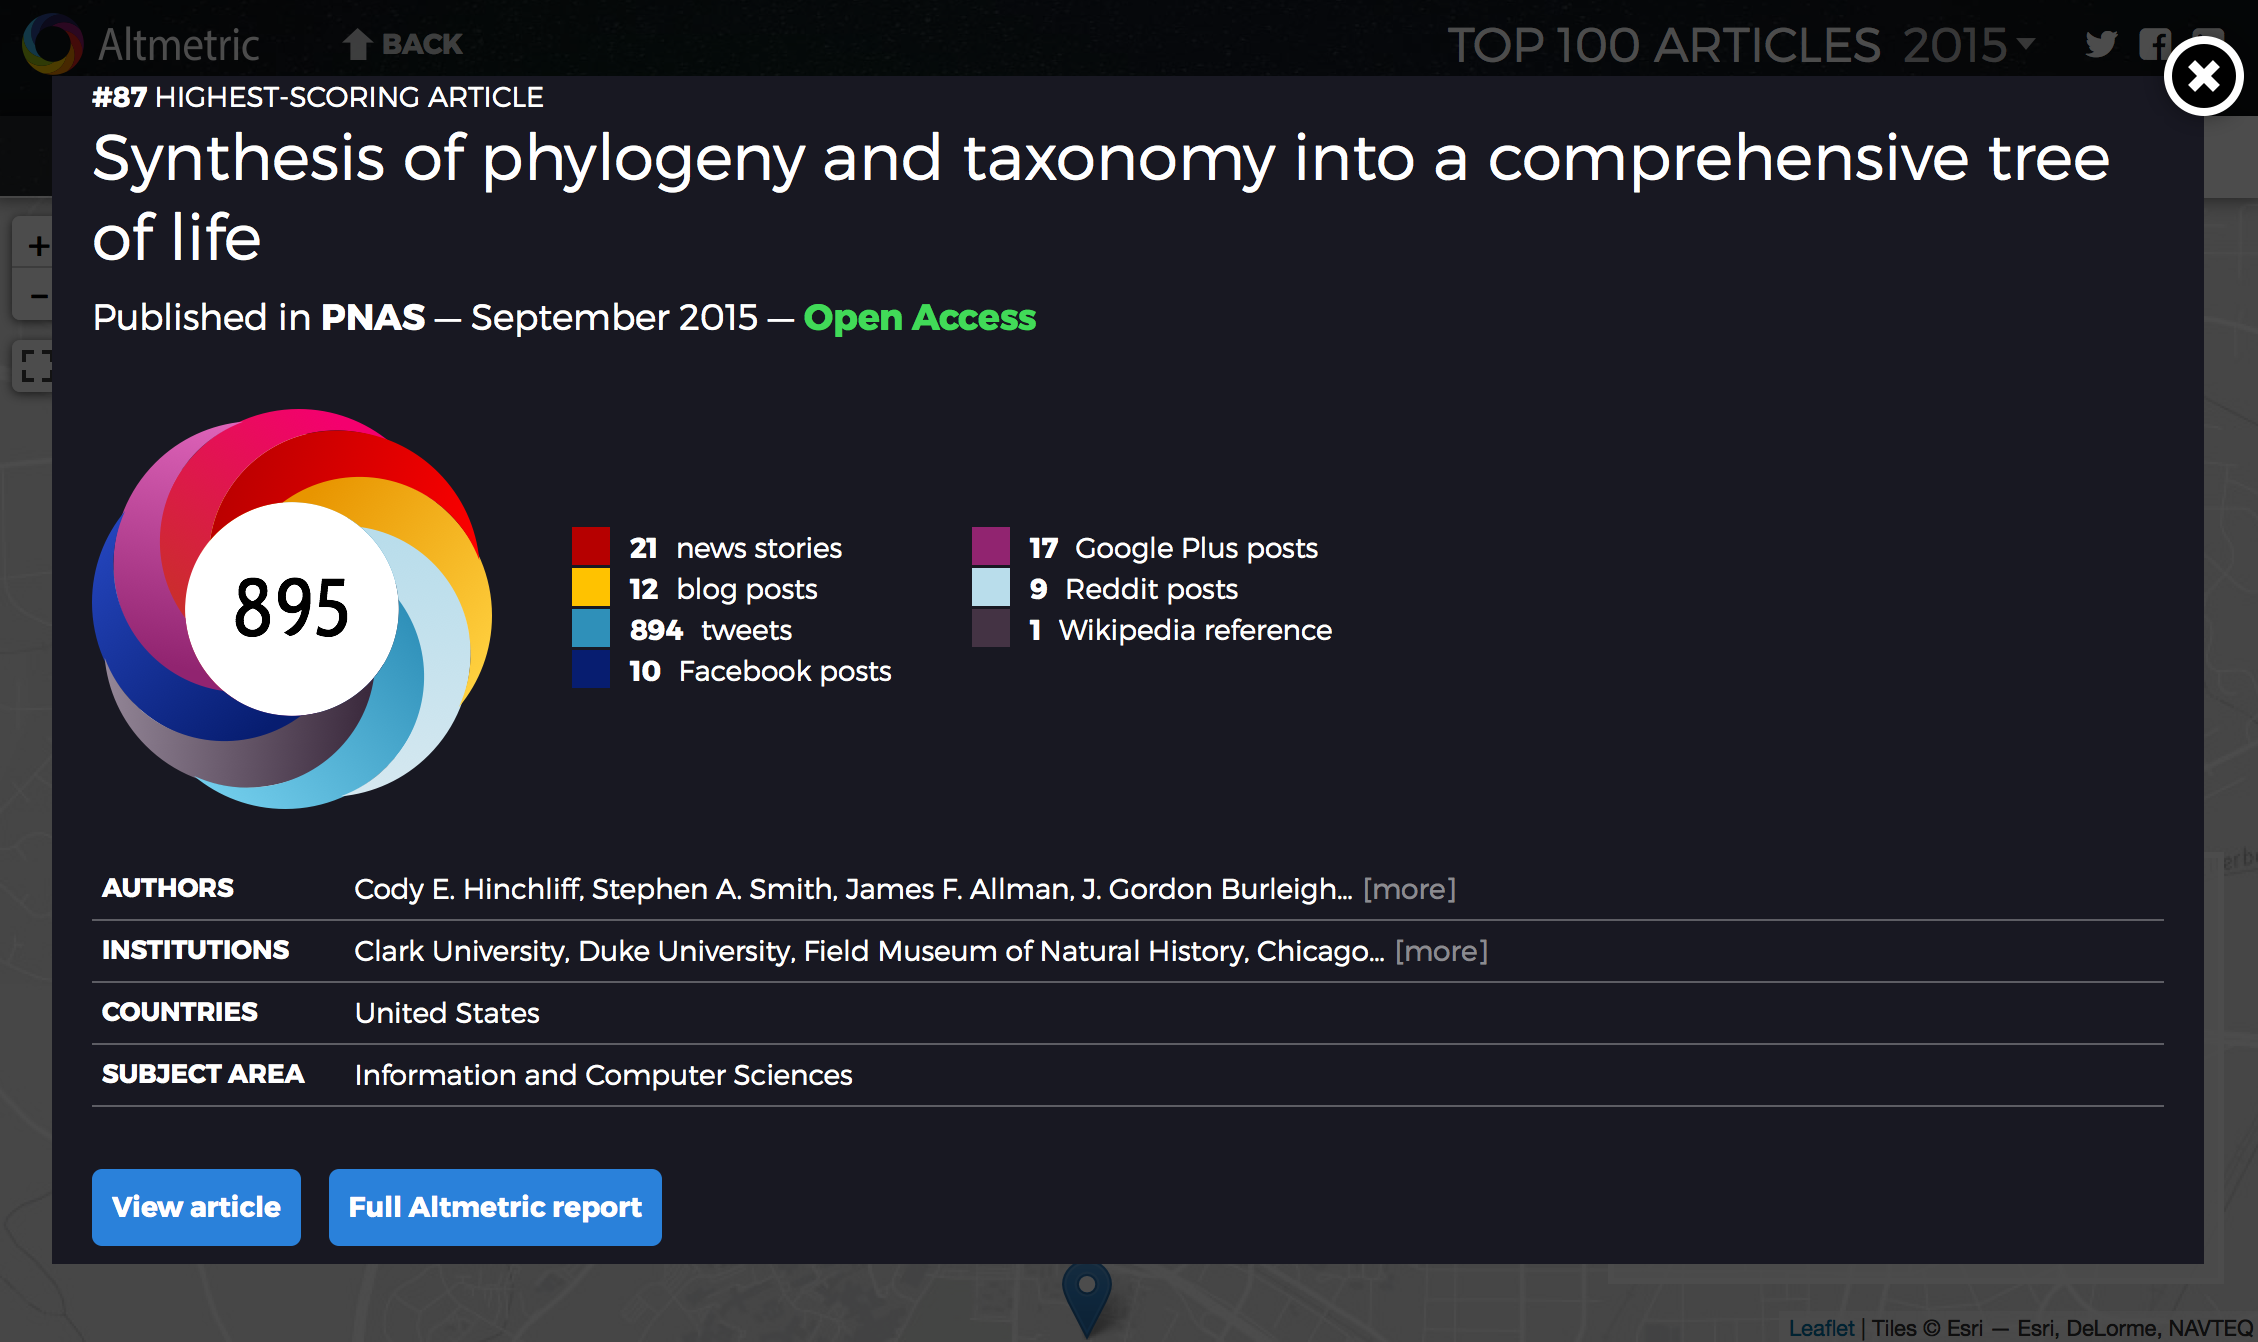 Altmetric
BACK
TOP 100 ARTICLES 2015
#87 HIGHEST-SCORING ARTICLE
Synthesis of phylogeny and taxonomy into a comprehensive tree
of life
Published in PNAS — September 2015 — Open Access
+
−
895
21 news stories
12 blog posts
894 tweets
10 Facebook posts
17 Google Plus posts
9 Reddit posts
1 Wikipedia reference
AUTHORS Cody E. Hinchliff, Stephen A. Smith, James F. Allman, J. Gordon Burleigh... [more]
INSTITUTIONS Clark University, Duke University, Field Museum of Natural History, Chicago... [more]
COUNTRIES United States
SUBJECT AREA Information and Computer Sciences
View article
Full Altmetric report
Leaflet | Tiles © Esri — Esri, DeLorme, NAVTEQ